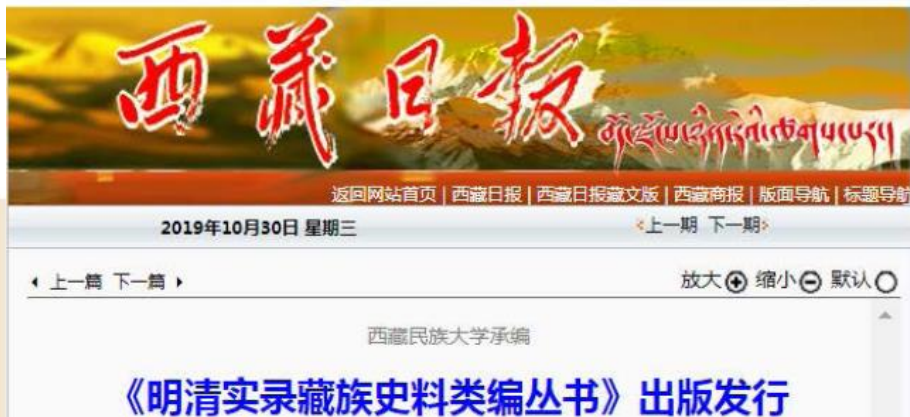 西藏日报
返回网站首页 | 西藏日报 | 西藏日报藏文版 | 西藏商报 | 版面导航 | 标题导航
2019年10月30日 星期三
上一期 下一期
上一篇 下一篇
放大 缩小 默认
西藏民族大学承编
《明清实录藏族史料类编丛书》出版发行